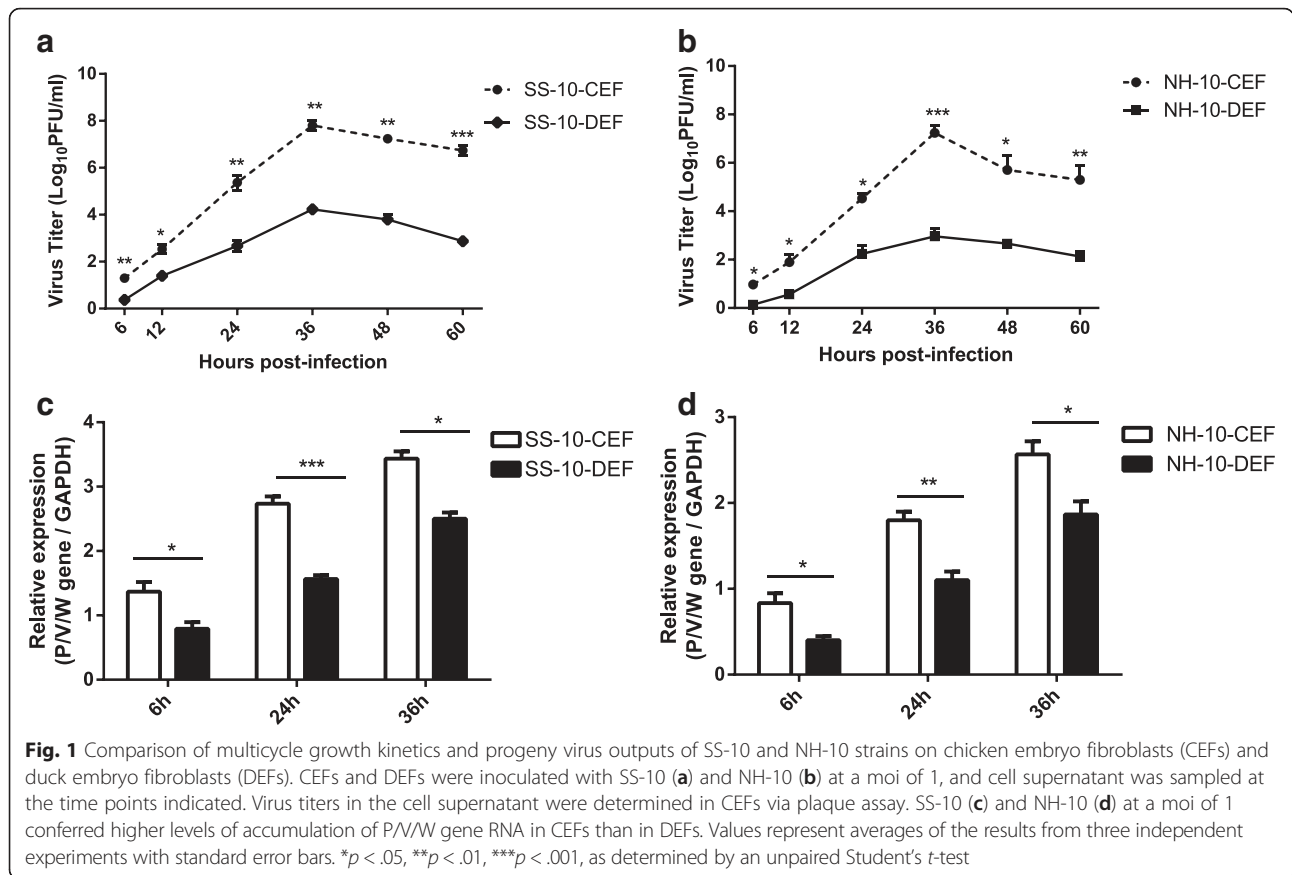 a
10
8
6
4
2
0
Virus Titer (Log₁₀PFU/ml)
** * ** ** ** ***
6 12 24 36 48 60
Hours post-infection
SS-10-CEF
SS-10-DEF
b
10
8
6
4
2
0
Virus Titer (Log₁₀PFU/ml)
* * * *** * **
6 12 24 36 48 60
Hours post-infection
NH-10-CEF
NH-10-DEF
c
4
3
2
1
0
Relative expression
(P/V/W gene / GAPDH)
* *** *
6h 24h 36h
SS-10-CEF
SS-10-DEF
d
3
2
1
0
Relative expression
(P/V/W gene / GAPDH)
* ** *
6h 24h 36h
NH-10-CEF
NH-10-DEF
Fig. 1 Comparison of multicycle growth kinetics and progeny virus outputs of SS-10 and NH-10 strains on chicken embryo fibroblasts (CEFs) and
duck embryo fibroblasts (DEFs). CEFs and DEFs were inoculated with SS-10 (a) and NH-10 (b) at a moi of 1, and cell supernatant was sampled at
the time points indicated. Virus titers in the cell supernatant were determined in CEFs via plaque assay. SS-10 (c) and NH-10 (d) at a moi of 1
conferred higher levels of accumulation of P/V/W gene RNA in CEFs than in DEFs. Values represent averages of the results from three independent
experiments with standard error bars. *p < .05, **p < .01, ***p < .001, as determined by an unpaired Student's t-test